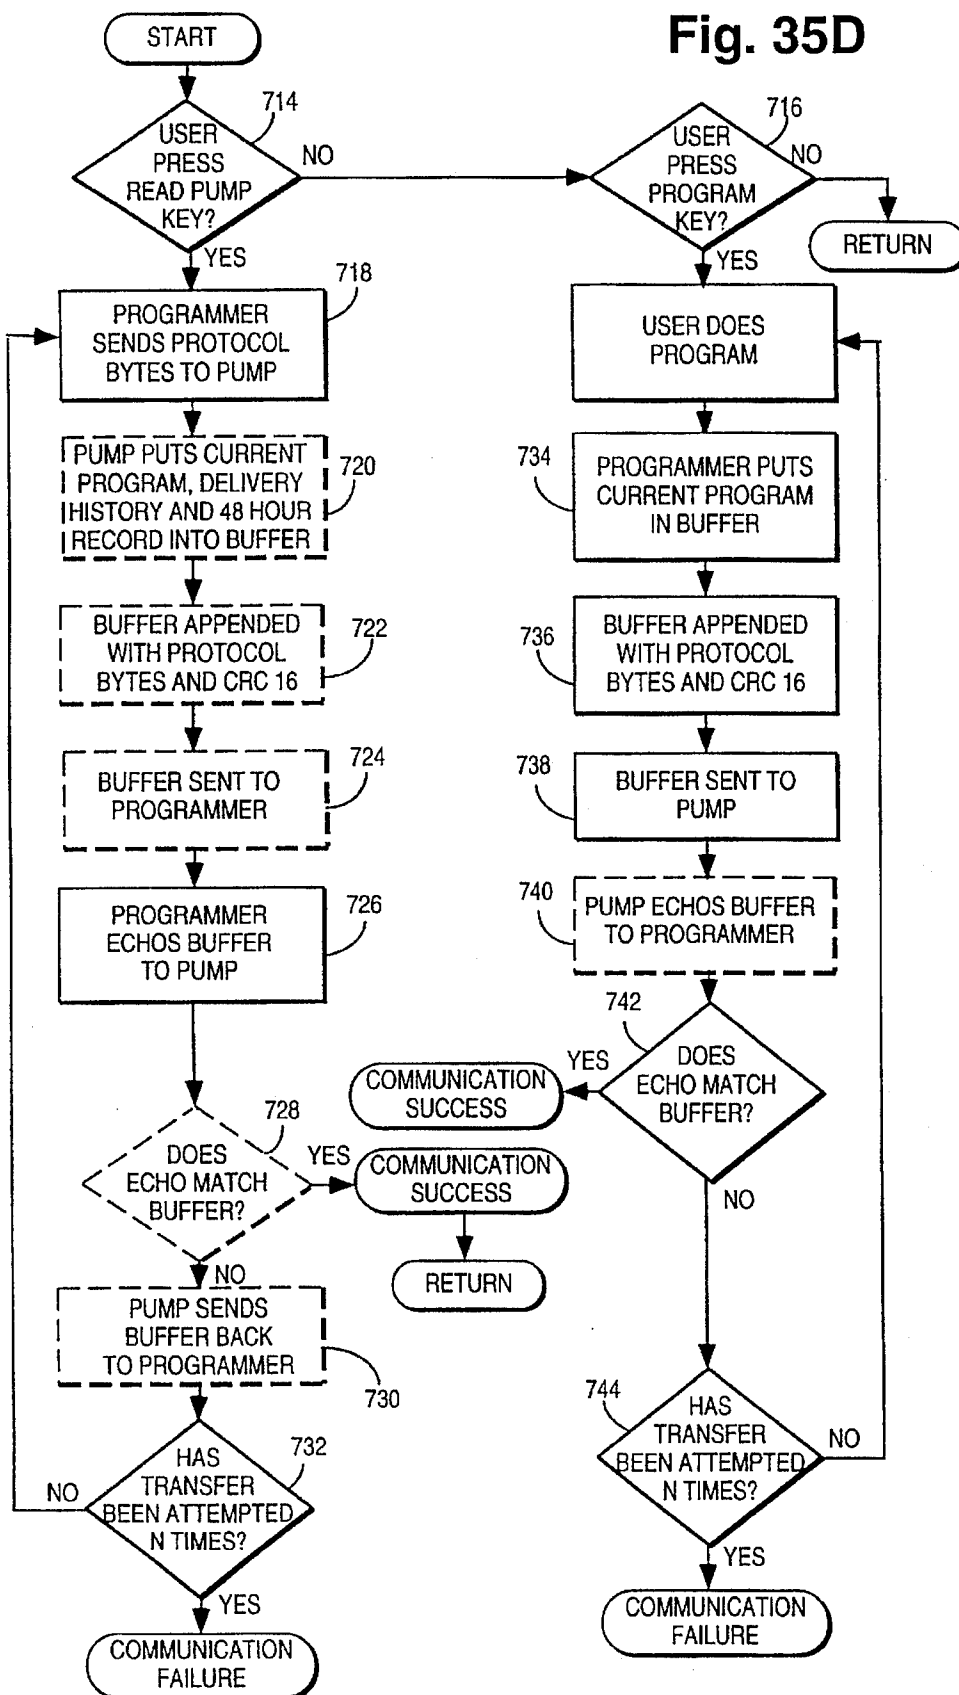 Fig. 35D
START
714
USER
PRESS
READ PUMP
KEY?
NO
YES
716
USER
PRESS
PROGRAM
KEY?
NO
RETURN
YES
718
PROGRAMMER
SENDS PROTOCOL
BYTES TO PUMP
720
PUMP PUTS CURRENT
PROGRAM, DELIVERY
HISTORY AND 48 HOUR
RECORD INTO BUFFER
722
BUFFER APPENDED
WITH PROTOCOL
BYTES AND CRC 16
724
BUFFER SENT TO
PROGRAMMER
726
PROGRAMMER
ECHOS BUFFER
TO PUMP
728
DOES
ECHO MATCH
BUFFER?
YES
COMMUNICATION
SUCCESS
RETURN
NO
PUMP SENDS
BUFFER BACK
TO PROGRAMMER
730
732
HAS
TRANSFER
BEEN ATTEMPTED
N TIMES?
NO
YES
COMMUNICATION
FAILURE
USER DOES
PROGRAM
734
PROGRAMMER PUTS
CURRENT PROGRAM
IN BUFFER
736
BUFFER APPENDED
WITH PROTOCOL
BYTES AND CRC 16
738
BUFFER SENT TO
PUMP
740
PUMP ECHOS BUFFER
TO PROGRAMMER
742
DOES
ECHO MATCH
BUFFER?
YES
COMMUNICATION
SUCCESS
NO
744
HAS
TRANSFER
BEEN ATTEMPTED
N TIMES?
NO
YES
COMMUNICATION
FAILURE